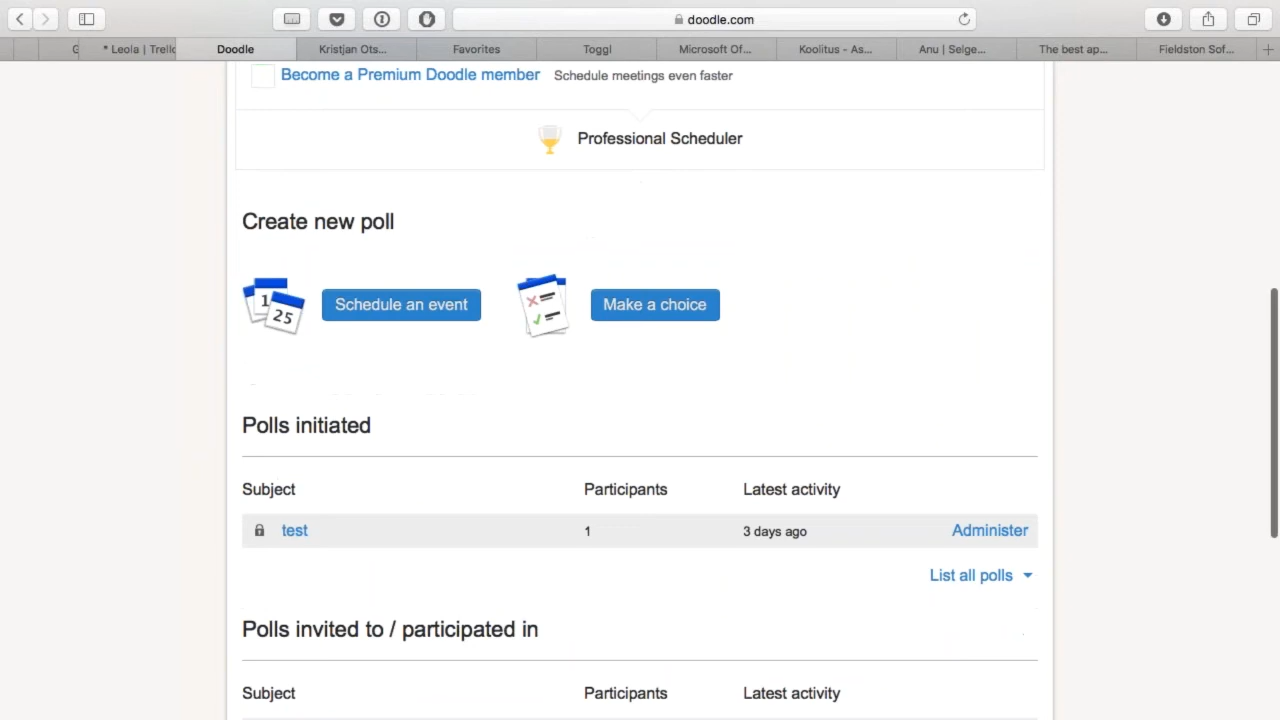 doodle.com
* Leola | Trello
Doodle
Kristjan Ots...
Favorites
Toggl
Microsoft Of...
Koolitus - As...
Anu | Selge...
The best ap...
Fieldston Sof...
Become a Premium Doodle member Schedule meetings even faster
Professional Scheduler
Create new poll
1
25
Schedule an event
Make a choice
Polls initiated
Subject Participants Latest activity
test 1 3 days ago Administer
List all polls
Polls invited to / participated in
Subject Participants Latest activity